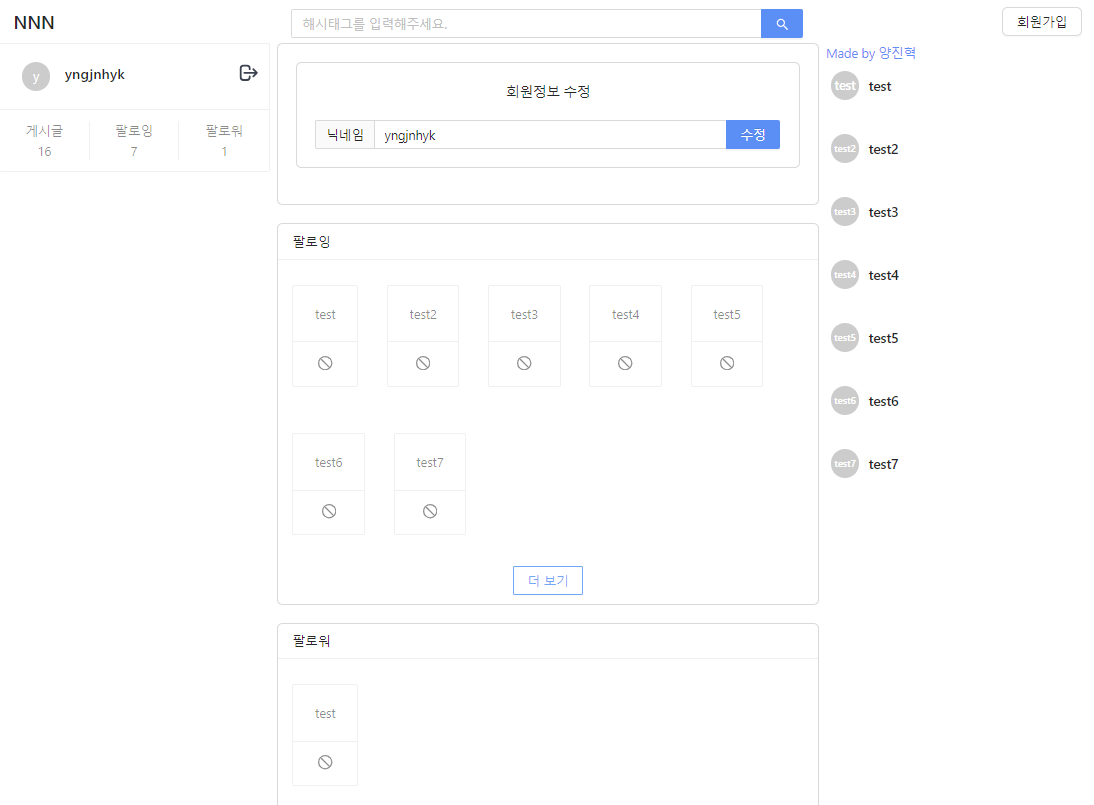 NNN
해시태그를 입력해주세요.
회원가입
y
yngjnhyk
게시글
16
팔로잉
7
팔로워
1
회원정보 수정
닉네임
yngjnhyk
수정
팔로잉
test
test2
test3
test4
test5
test6
test7
더 보기
팔로워
test
Made by 양진혁
test test
test2 test2
test3 test3
test4 test4
test5 test5
test6 test6
test7 test7